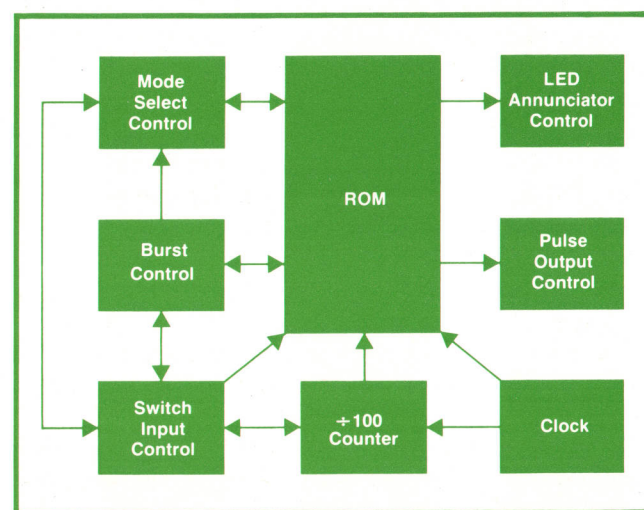 Mode
Select
Control
ROM
LED
Annunciator
Control
Burst
Control
Pulse
Output
Control
Switch
Input
Control
÷100
Counter
Clock